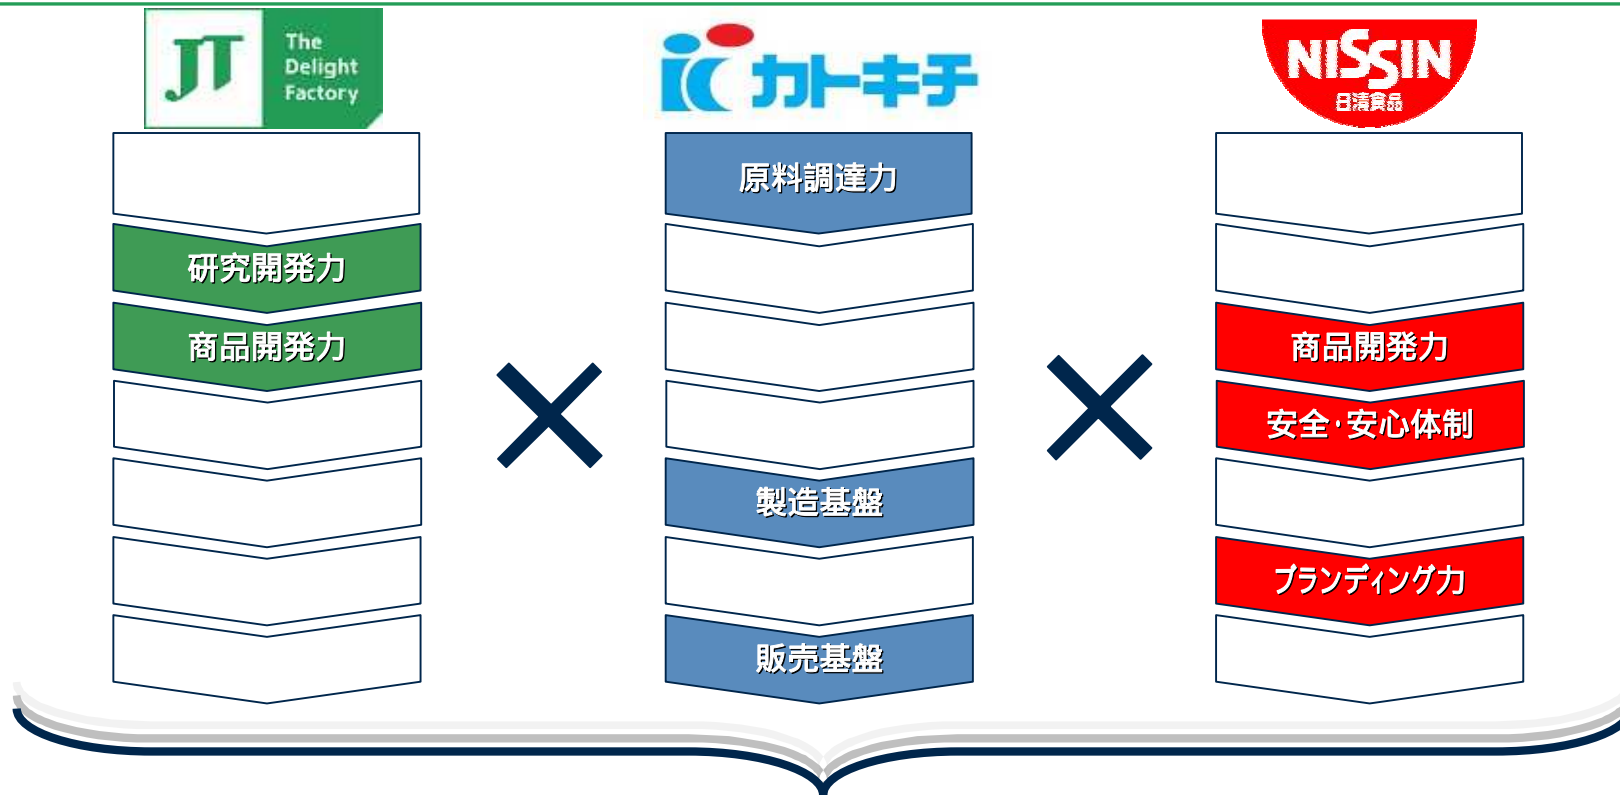 JT
The
Delight
Factory
カトキチ
NISSIN
日清食品
原料調達力
研究開発力
商品開発力
商品開発力
安全・安心体制
製造基盤
ブランディング力
販売基盤